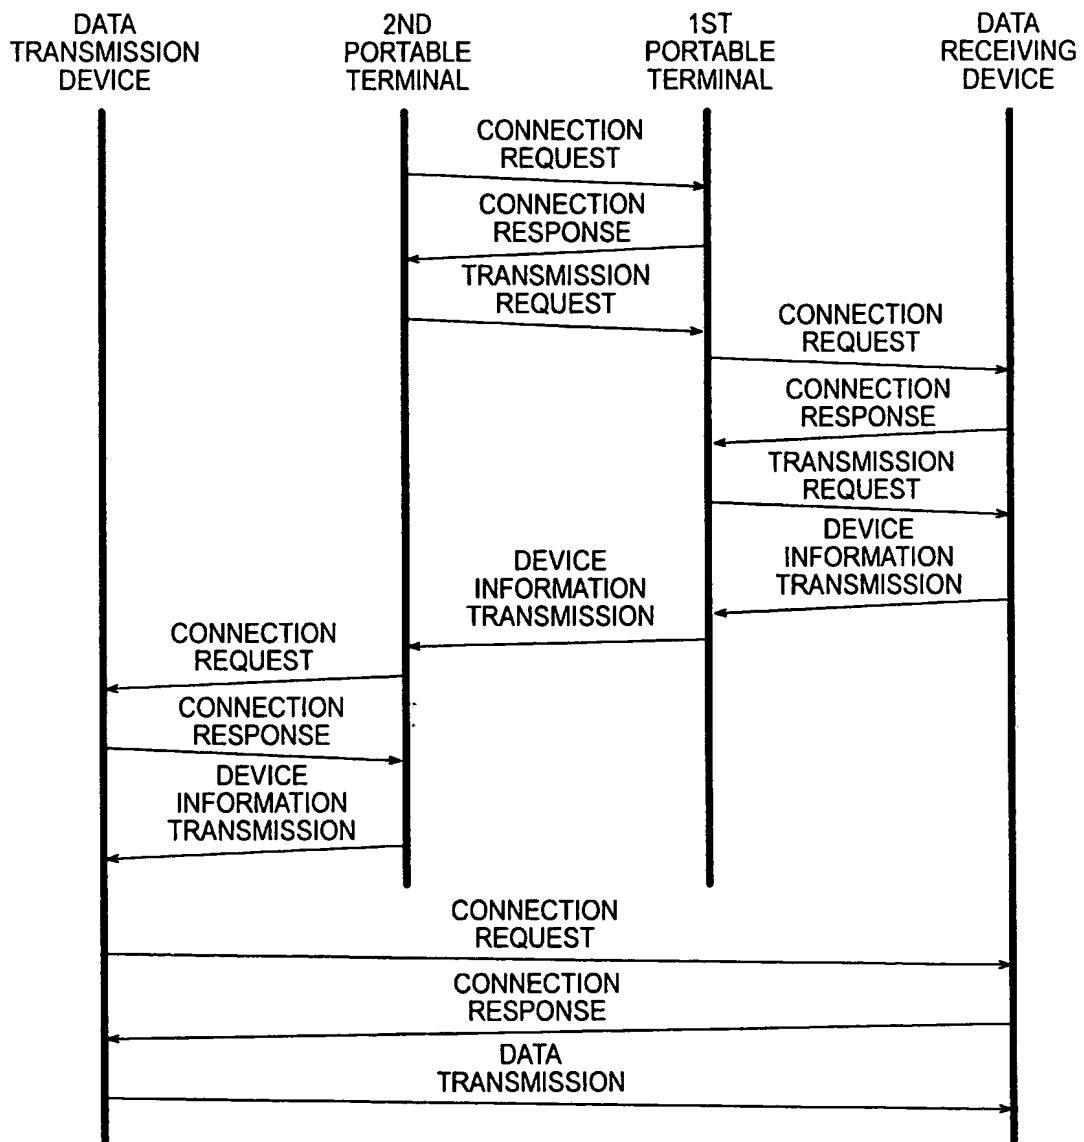 DATA
TRANSMISSION
DEVICE
2ND
PORTABLE
TERMINAL
1ST
PORTABLE
TERMINAL
DATA
RECEIVING
DEVICE
CONNECTION
REQUEST
CONNECTION
RESPONSE
TRANSMISSION
REQUEST
CONNECTION
REQUEST
CONNECTION
RESPONSE
TRANSMISSION
REQUEST
DEVICE
INFORMATION
TRANSMISSION
DEVICE
INFORMATION
TRANSMISSION
CONNECTION
REQUEST
CONNECTION
RESPONSE
DEVICE
INFORMATION
TRANSMISSION
CONNECTION
REQUEST
CONNECTION
RESPONSE
DATA
TRANSMISSION